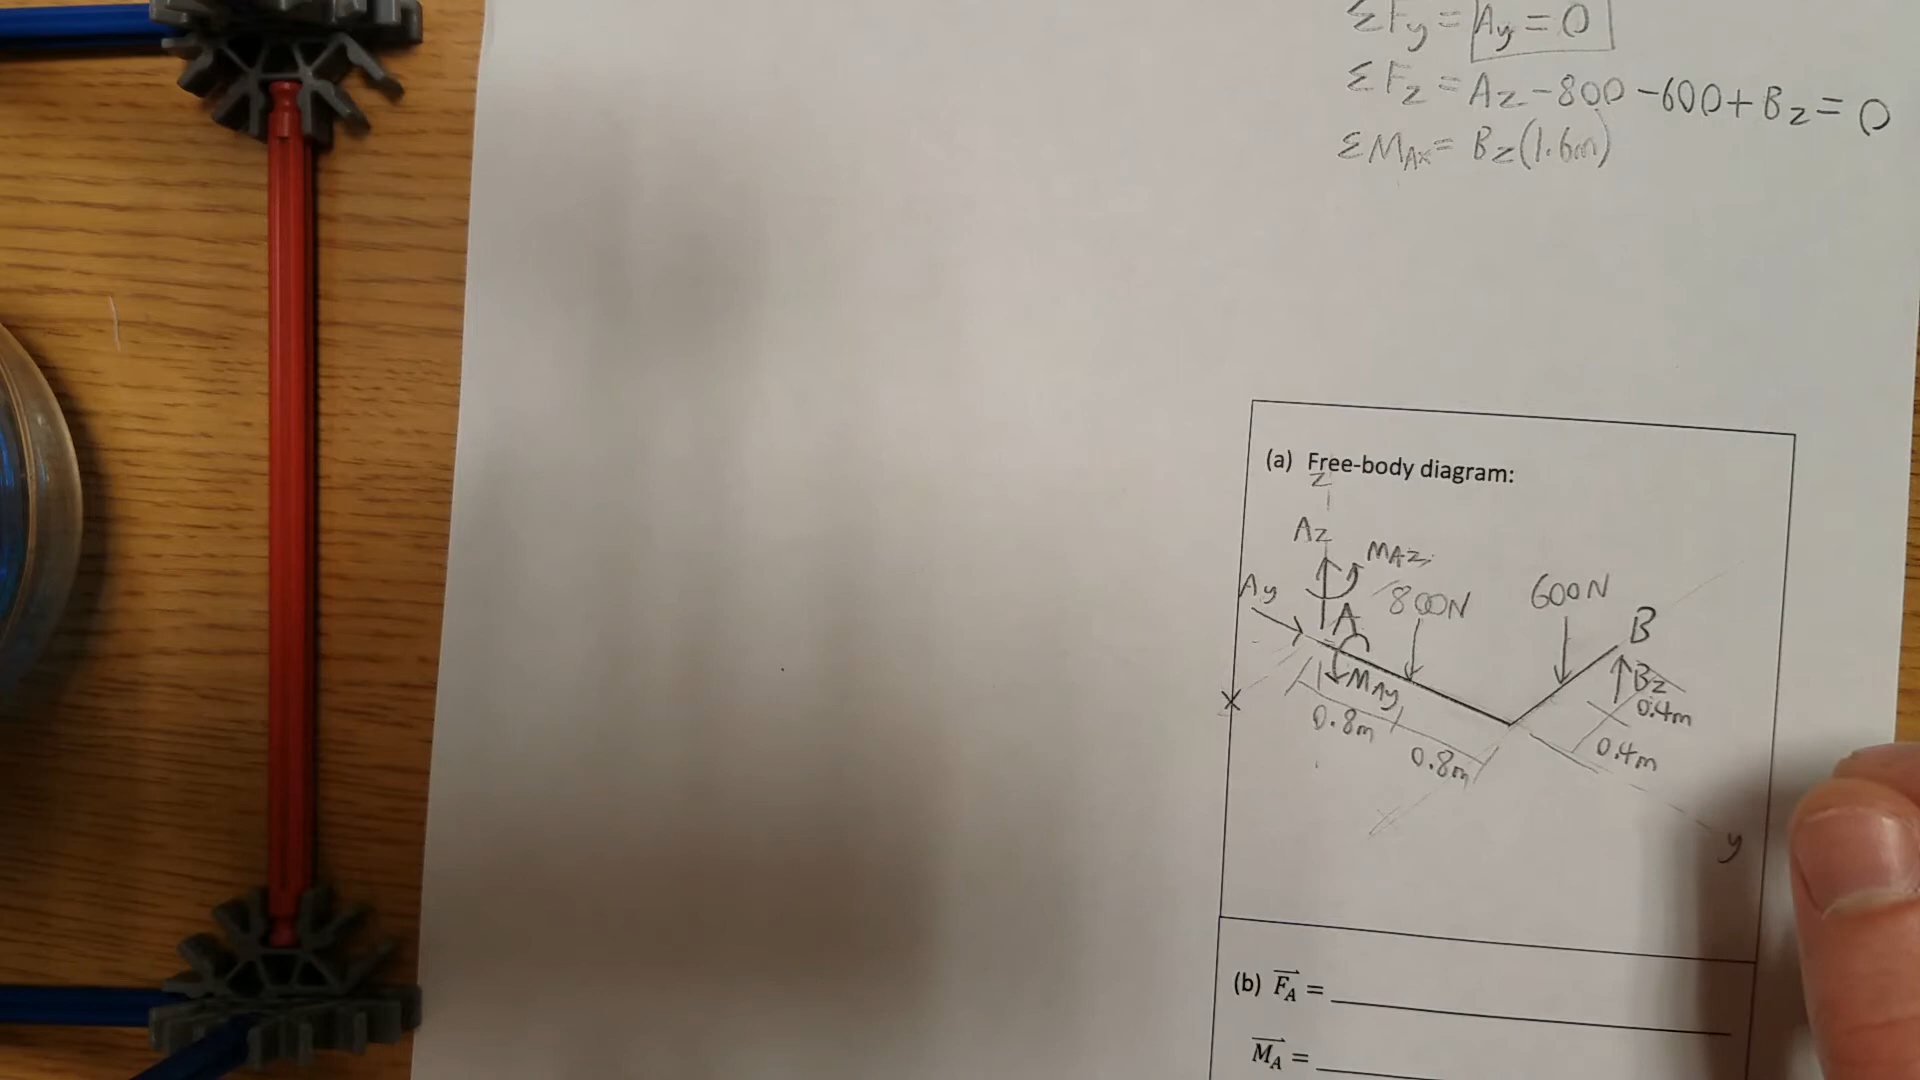 ΣFy = Ay = 0
ΣFz = Az - 800 - 600 + Bz = 0
ΣMAx = Bz(1.6m)
(a) Free-body diagram:
z
Az
MAz
Ay
A
800N
600N
B
MAy
Bz
0.4m
x
0.8m
0.4m
0.8m
y
(b) F⃗A =
M⃗A =